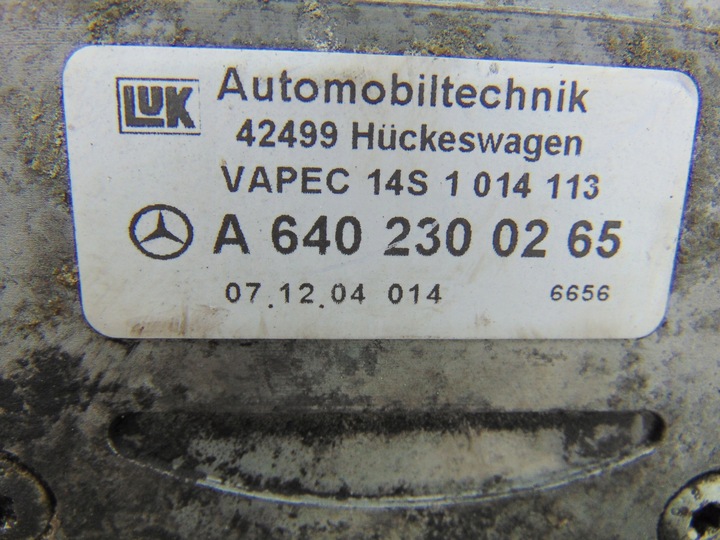 LuK Automobiltechnik
42499 Hückeswagen
VAPEC 14S 1 014 113
A 640 230 02 65
07.12.04 014 6656